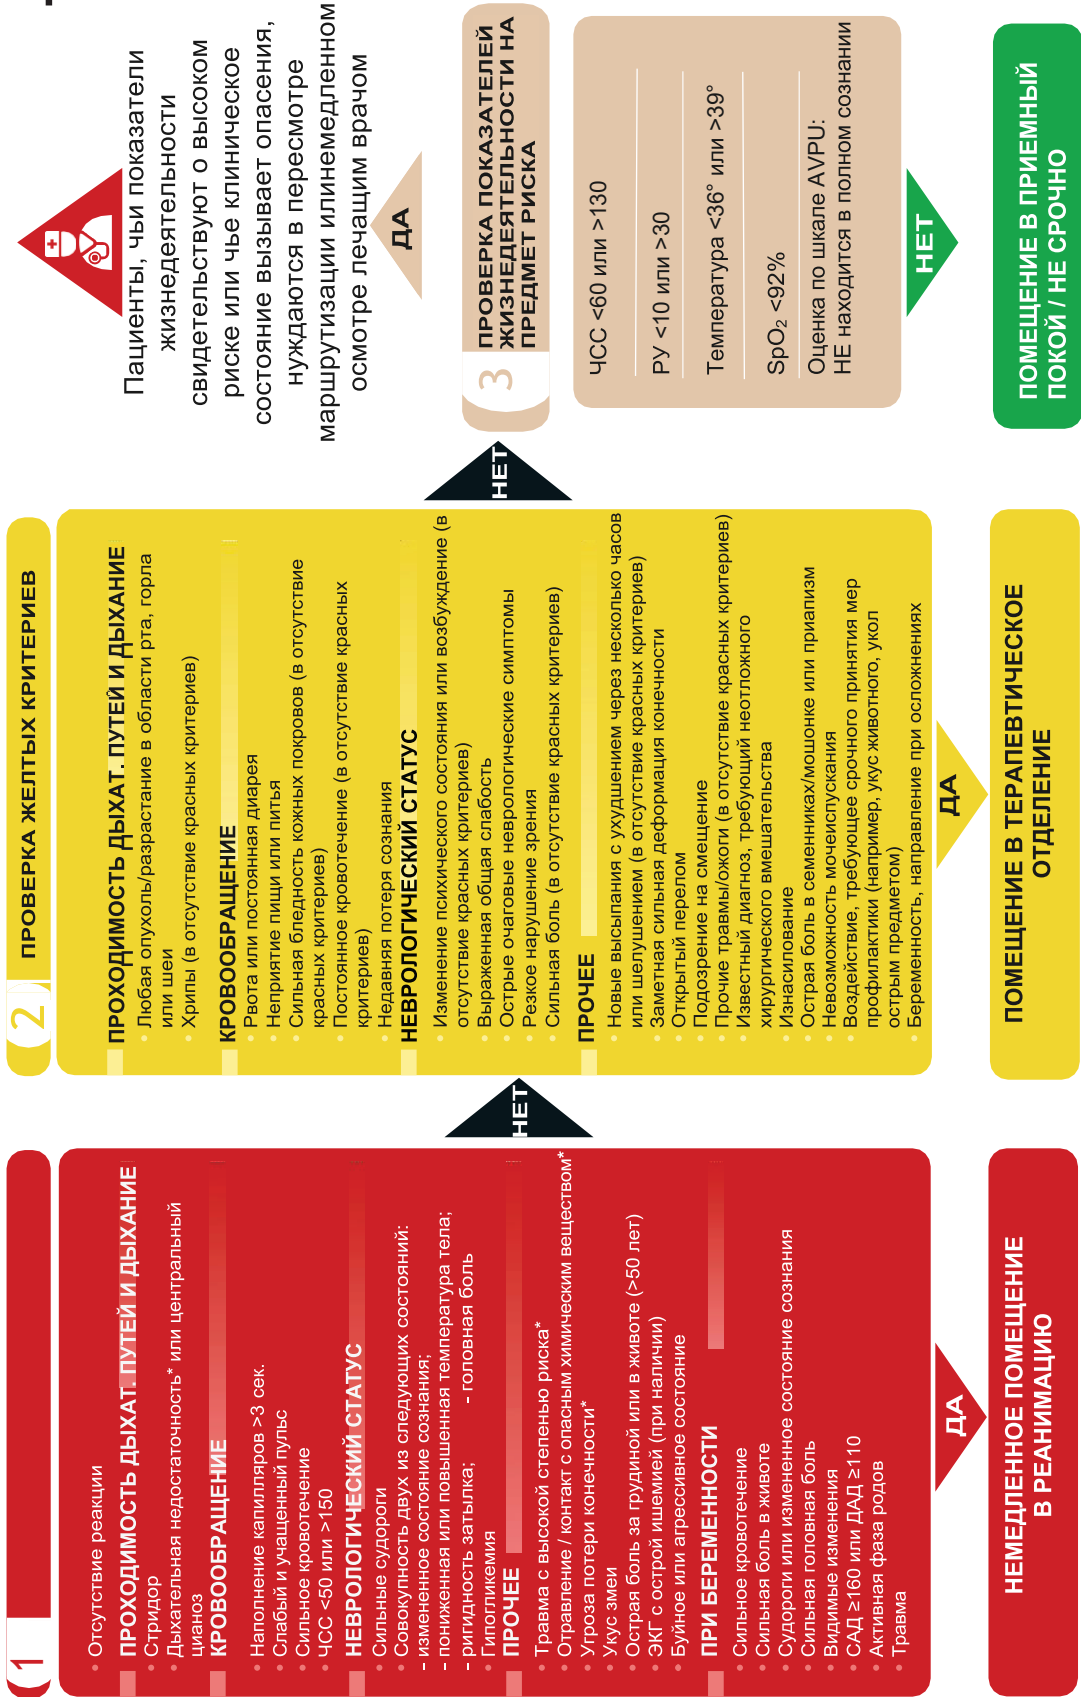 1
• Отсутствие реакции
ПРОХОДИМОСТЬ ДЫХАТ. ПУТЕЙ И ДЫХАНИЕ
• Стридор
• Дыхательная недостаточность* или центральный
цианоз
КРОВООБРАЩЕНИЕ
• Наполнение капилляров >3 сек.
• Слабый и учащенный пульс
• Сильное кровотечение
• ЧСС <50 или >150
НЕВРОЛОГИЧЕСКИЙ СТАТУС
• Сильные судороги
• Совокупность двух из следующих состояний:
- измененное состояние сознания;
- пониженная или повышенная температура тела;
- ригидность затылка; - головная боль
• Гипогликемия
ПРОЧЕЕ
• Травма с высокой степенью риска*
• Отравление / контакт с опасным химическим веществом*
• Угроза потери конечности*
• Укус змеи
• Острая боль за грудиной или в животе (>50 лет)
• ЭКГ с острой ишемией (при наличии)
• Буйное или агрессивное состояние
ПРИ БЕРЕМЕННОСТИ
• Сильное кровотечение
• Сильная боль в животе
• Судороги или измененное состояние сознания
• Сильная головная боль
• Видимые изменения
• САД ≥160 или ДАД ≥110
• Активная фаза родов
• Травма
ДА
НЕМЕДЛЕННОЕ ПОМЕЩЕНИЕ
В РЕАНИМАЦИЮ
НЕТ
2 ПРОВЕРКА ЖЕЛТЫХ КРИТЕРИЕВ
ПРОХОДИМОСТЬ ДЫХАТ. ПУТЕЙ И ДЫХАНИЕ
• Любая опухоль/разрастание в области рта, горла
или шеи
• Хрипы (в отсутствие красных критериев)
КРОВООБРАЩЕНИЕ
• Рвота или постоянная диарея
• Неприятие пищи или питья
• Сильная бледность кожных покровов (в отсутствие
красных критериев)
• Постоянное кровотечение (в отсутствие красных
критериев)
• Недавняя потеря сознания
НЕВРОЛОГИЧЕСКИЙ СТАТУС
• Изменение психического состояния или возбуждение (в
отсутствие красных критериев)
• Выраженная общая слабость
• Острые очаговые неврологические симптомы
• Резкое нарушение зрения
• Сильная боль (в отсутствие красных критериев)
ПРОЧЕЕ
• Новые высыпания с ухудшением через несколько часов
или шелушением (в отсутствие красных критериев)
• Заметная сильная деформация конечности
• Открытый перелом
• Подозрение на смещение
• Прочие травмы/ожоги (в отсутствие красных критериев)
• Известный диагноз, требующий неотложного
хирургического вмешательства
• Изнасилование
• Острая боль в семенниках/мошонке или приапизм
• Невозможность мочеиспускания
• Воздействие, требующее срочного принятия мер
профилактики (например, укус животного, укол
острым предметом)
• Беременность, направление при осложнениях
ДА
ПОМЕЩЕНИЕ В ТЕРАПЕВТИЧЕСКОЕ
ОТДЕЛЕНИЕ
НЕТ
Пациенты, чьи показатели
жизнедеятельности
свидетельствуют о высоком
риске или чье клиническое
состояние вызывает опасения,
нуждаются в пересмотре
маршрутизации илинемедленном
осмотре лечащим врачом
ДА
3 ПРОВЕРКА ПОКАЗАТЕЛЕЙ
ЖИЗНЕДЕЯТЕЛЬНОСТИ НА
ПРЕДМЕТ РИСКА
ЧСС <60 или >130
РУ <10 или >30
Температура <36° или >39°
SpO₂ <92%
Оценка по шкале AVPU:
НЕ находится в полном сознании
НЕТ
ПОМЕЩЕНИЕ В ПРИЕМНЫЙ
ПОКОЙ / НЕ СРОЧНО